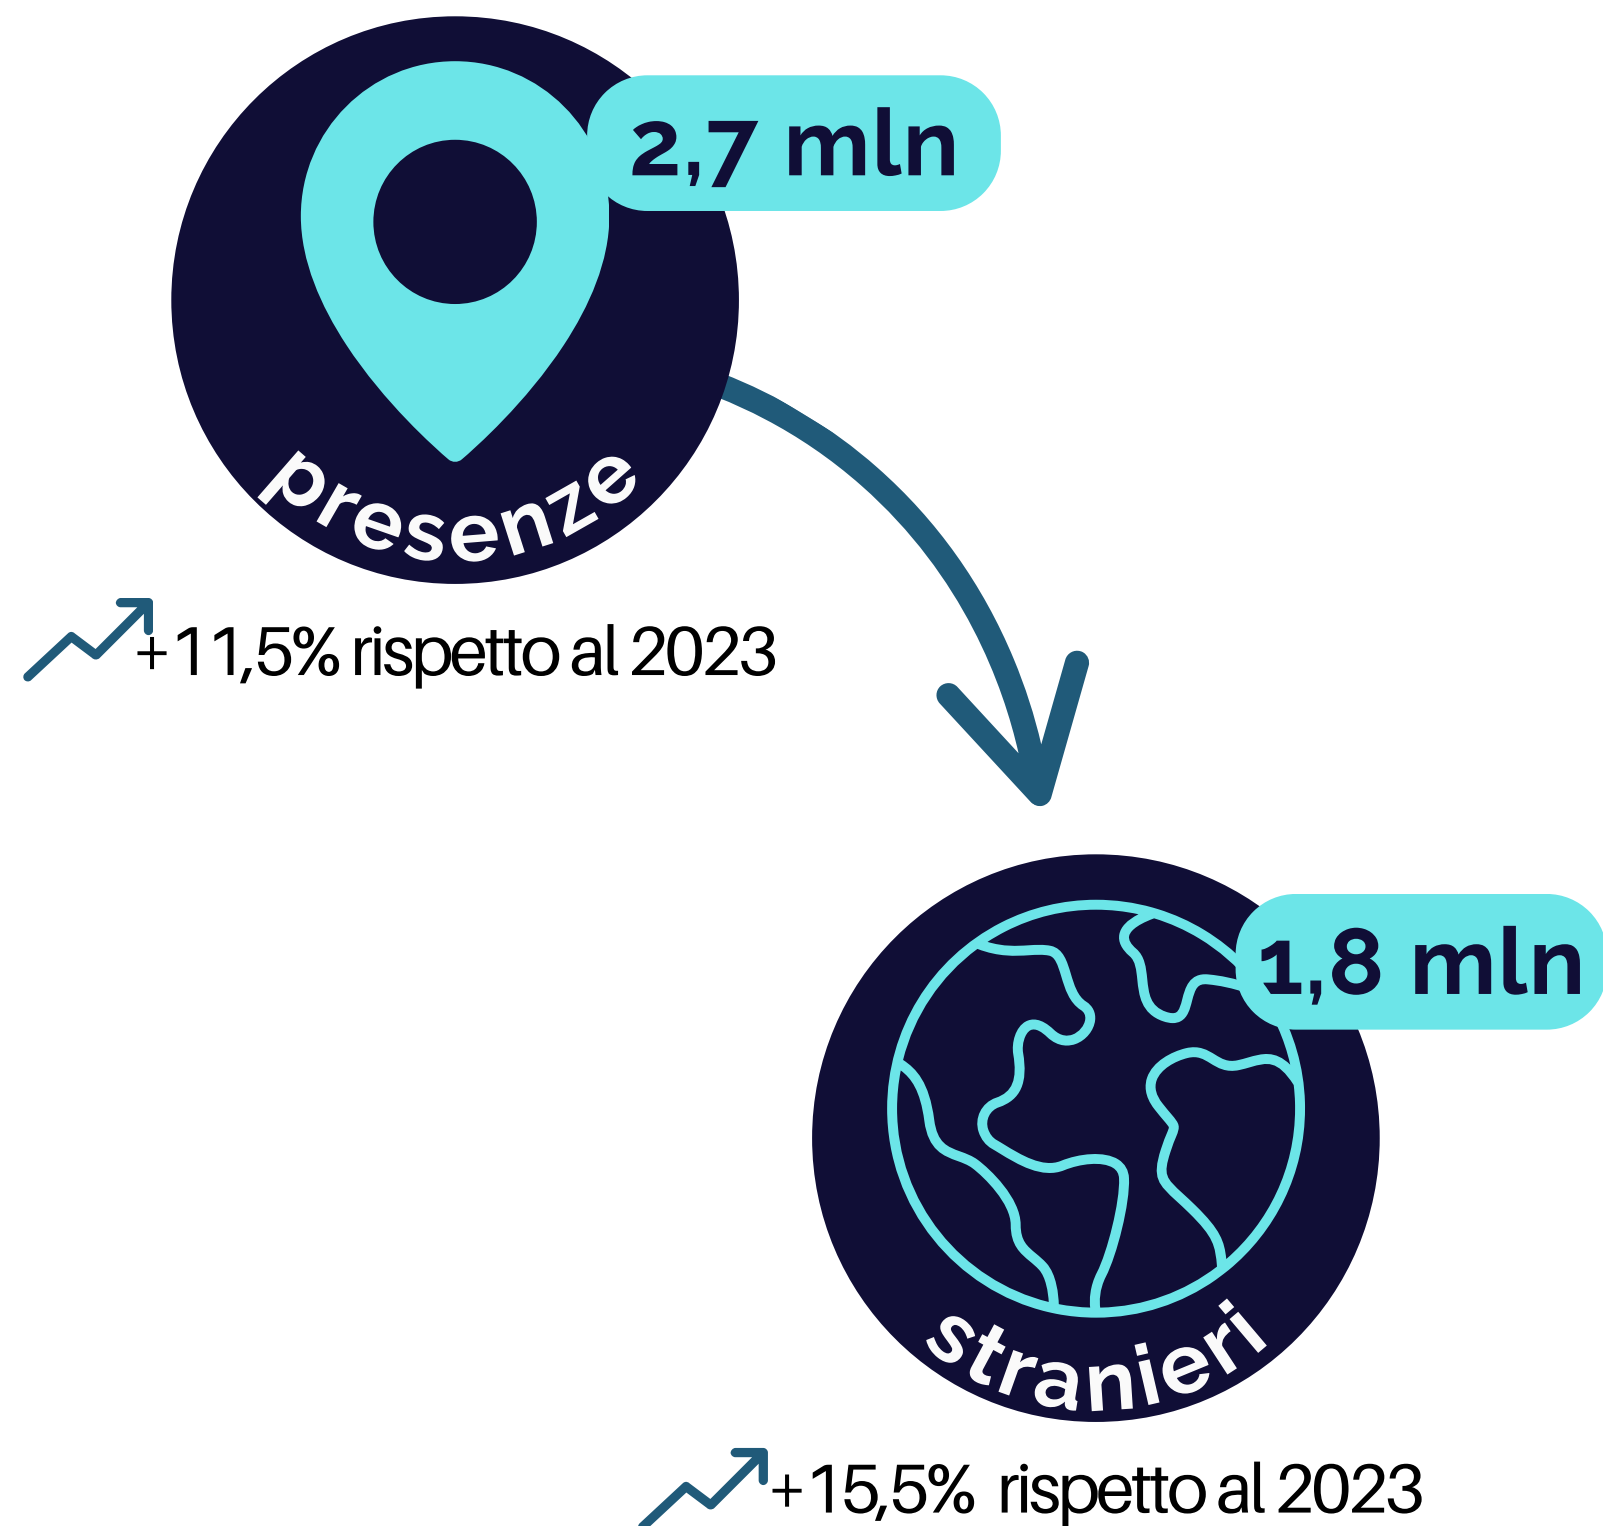 2,7 mln
presenze
+11,5% rispetto al 2023
1,8 mln
stranieri
+15,5% rispetto al 2023